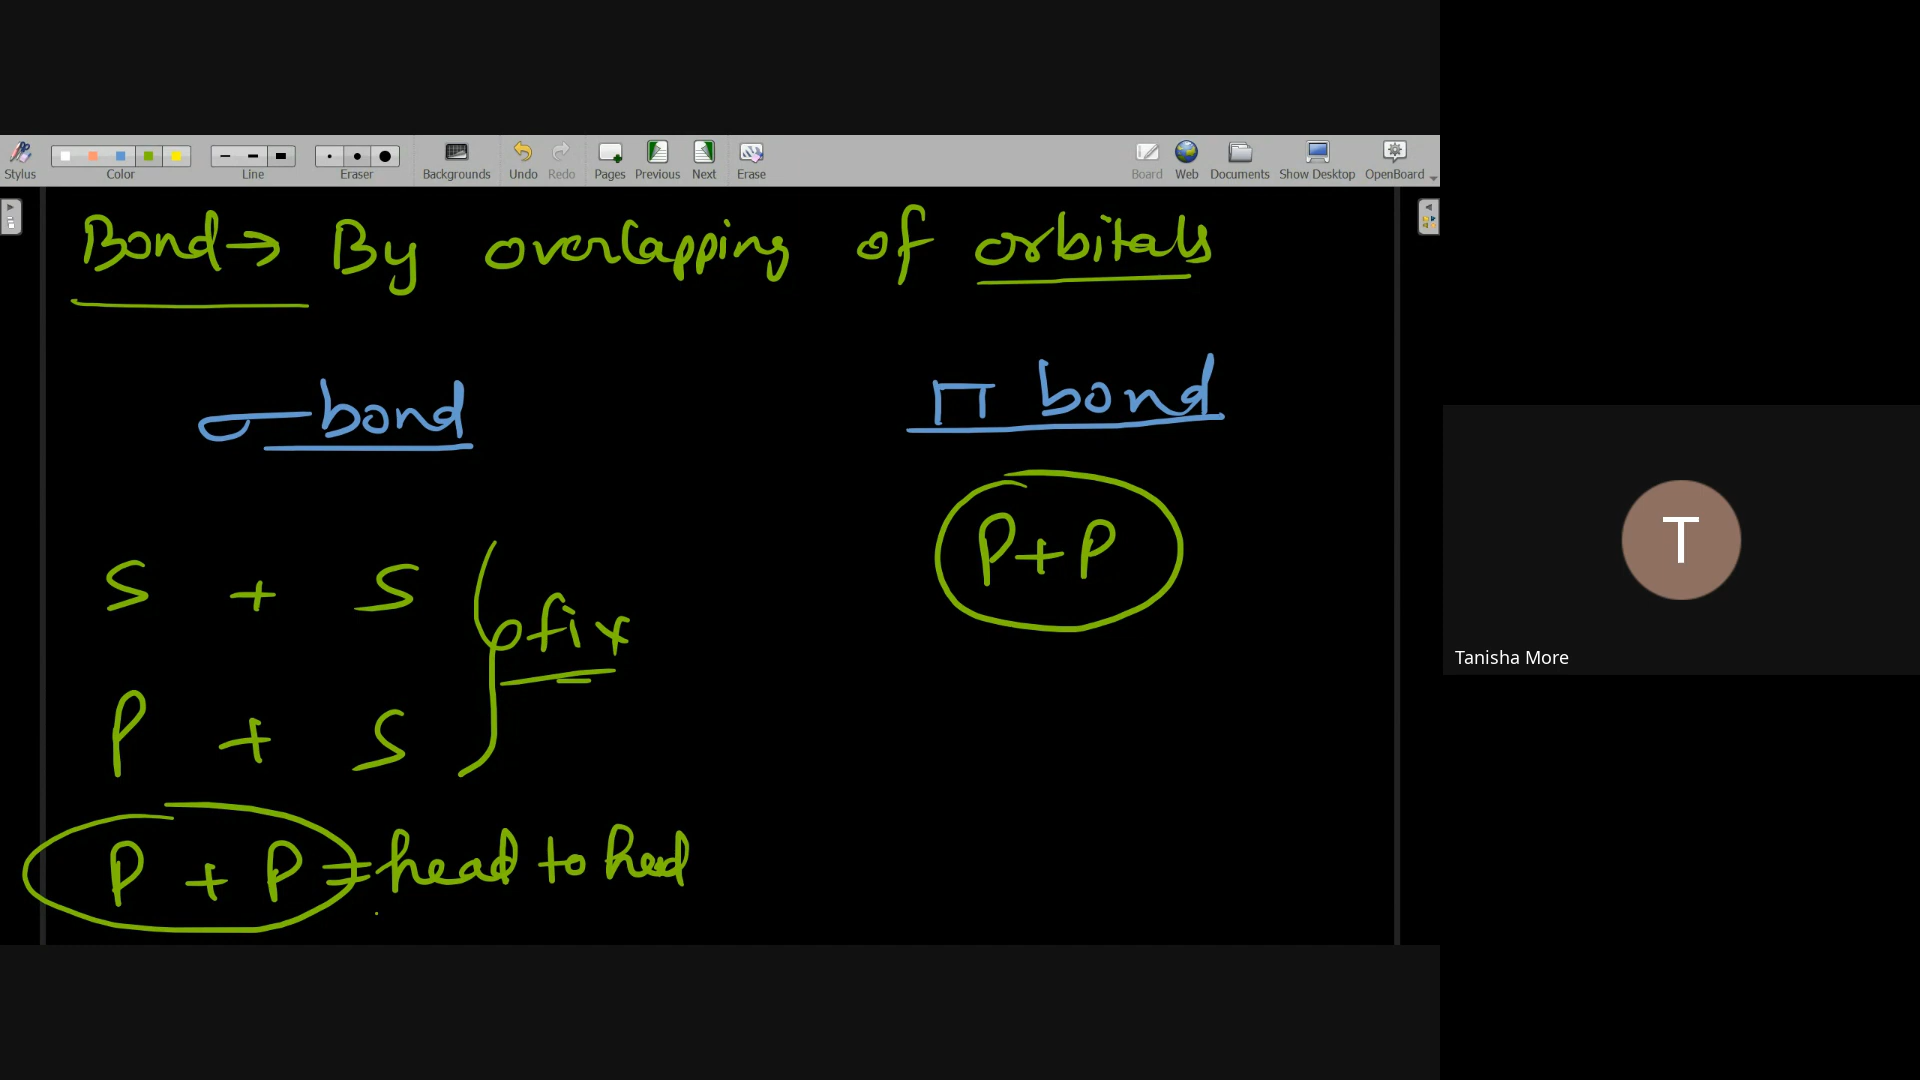 Stylus Color Line Eraser Backgrounds Undo Redo Pages Previous Next Erase Board Web Documents Show Desktop OpenBoard
Bond → By overlapping of orbitals
σ bond
π bond
S + S
P + S
fix
P + P = head to head
P + P
T
Tanisha More